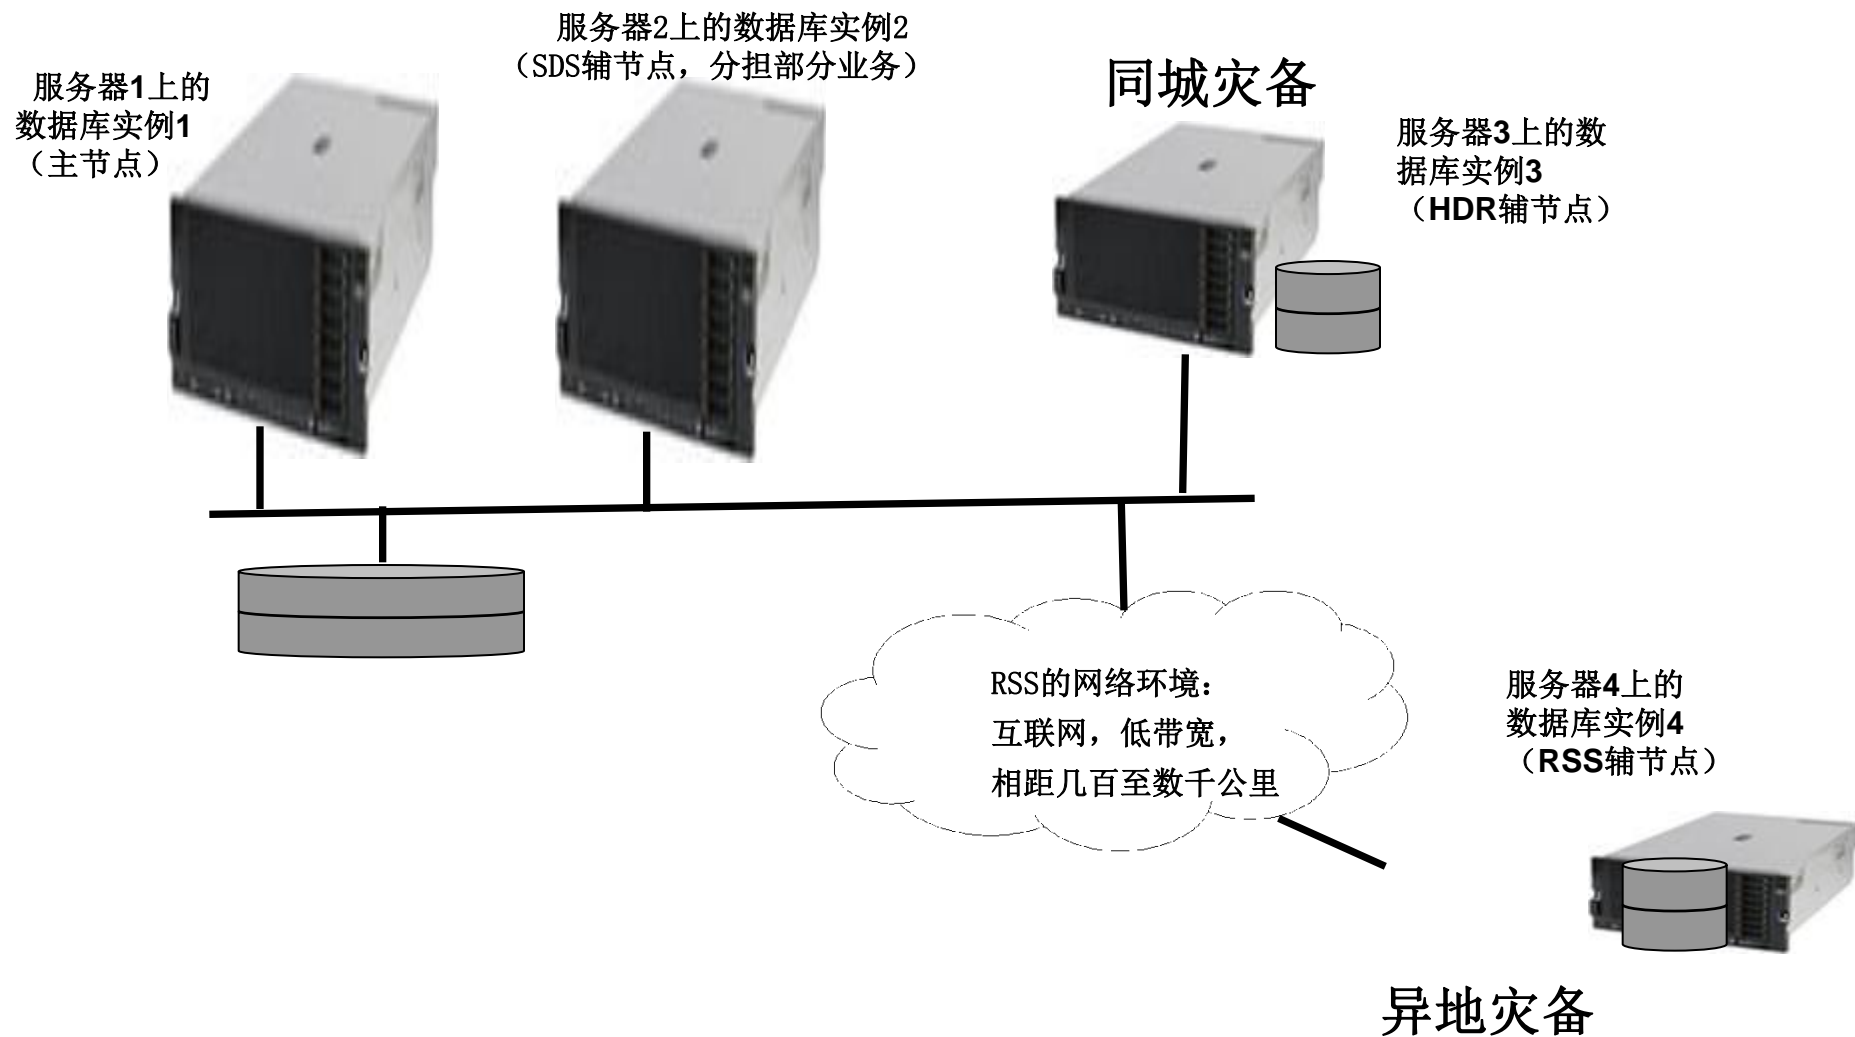 服务器1上的
数据库实例1
（主节点）
服务器2上的数据库实例2
（SDS辅节点，分担部分业务）
同城灾备
服务器3上的数
据库实例3
（HDR辅节点）
RSS的网络环境：
互联网，低带宽，
相距几百至数千公里
服务器4上的
数据库实例4
（RSS辅节点）
异地灾备